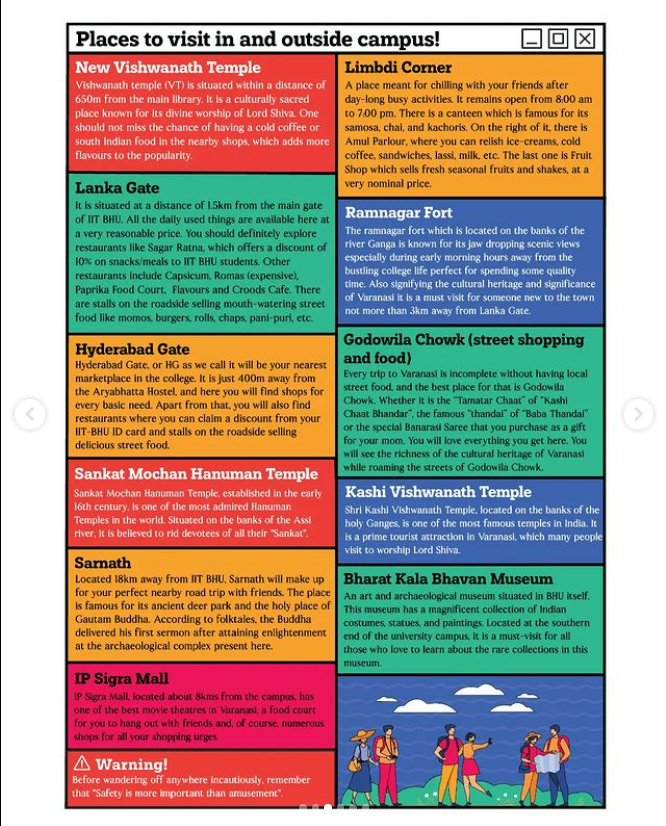 Places to visit in and outside campus!
New Vishwanath Temple
Vishwanath temple (VT) is situated within a distance of
650m from the main library. It is a culturally sacred
place known for its divine worship of Lord Shiva. One
should not miss the chance of having a cold coffee or
south Indian food in the nearby shops, which adds more
flavours to the popularity.
Lanka Gate
It is situated at a distance of 1.5km from the main gate
of IIT BHU. All the daily used things are available here at
a very reasonable price. You should definitely explore
restaurants like Sagar Ratna, which offers a discount of
10% on snacks/meals to IIT BHU students. Other
restaurants include Capsicum, Romas (expensive),
Paprika Food Court, Flavours and Croods Cafe. There
are stalls on the roadside selling mouth-watering street
food like momos, burgers, rolls, chaps, pani-puri, etc.
Hyderabad Gate
Hyderabad Gate, or HG as we call it will be your nearest
marketplace in the college. It is just 400m away from
the Aryabhatta Hostel, and here you will find shops for
every basic need. Apart from that, you will also find
restaurants where you can claim a discount from your
IIT-BHU ID card and stalls on the roadside selling
delicious street food.
Sankat Mochan Hanuman Temple
Sankat Mochan Hanuman Temple, established in the early
16th century, is one of the most admired Hanuman
Temples in the world. Situated on the banks of the Assi
river, it is believed to rid devotees of all their "Sankat".
Sarnath
Located 18km away from IIT BHU, Sarnath will make up
for your perfect nearby road trip with friends. The place
is famous for its ancient deer park and the holy place of
Gautam Buddha. According to folktales, the Buddha
delivered his first sermon after attaining enlightenment
at the archaeological complex present here.
IP Sigra Mall
IP Sigra Mall, located about 8kms from the campus, has
one of the best movie theatres in Varanasi, a food court
for you to hang out with friends and, of course, numerous
shops for all your shopping urges.
Warning!
Before wandering off anywhere incautiously, remember
that "Safety is more important than amusement".
Limbdi Corner
A place meant for chilling with your friends after
day-long busy activities. It remains open from 8:00 am
to 7:00 pm. There is a canteen which is famous for its
samosa, chai, and kachoris. On the right of it, there is
Amul Parlour, where you can relish ice-creams, cold
coffee, sandwiches, lassi, milk, etc. The last one is Fruit
Shop which sells fresh seasonal fruits and shakes, at a
very nominal price.
Ramnagar Fort
The ramnagar fort which is located on the banks of the
river Ganga is known for its jaw dropping scenic views
especially during early morning hours away from the
bustling college life perfect for spending some quality
time. Also signifying the cultural heritage and significance
of Varanasi it is a must visit for someone new to the town
not more than 3km away from Lanka Gate.
Godowila Chowk (street shopping
and food)
Every trip to Varanasi is incomplete without having local
street food, and the best place for that is Godowila
Chowk. Whether it is the "Tamatar Chaat" of "Kashi
Chaat Bhandar", the famous "thandai" of "Baba Thandai"
or the special Banarasi Saree that you purchase as a gift
for your mom. You will love everything you get here. You
will see the richness of the cultural heritage of Varanasi
while roaming the streets of Godowila Chowk.
Kashi Vishwanath Temple
Shri Kashi Vishwanath Temple, located on the banks of the
holy Ganges, is one of the most famous temples in India. It
is a prime tourist attraction in Varanasi, which many people
visit to worship Lord Shiva.
Bharat Kala Bhavan Museum
An art and archaeological museum situated in BHU itself.
This museum has a magnificent collection of Indian
costumes, statues, and paintings. Located at the southern
end of the university campus, it is a must-visit for all
those who love to learn about the rare collections in this
museum.